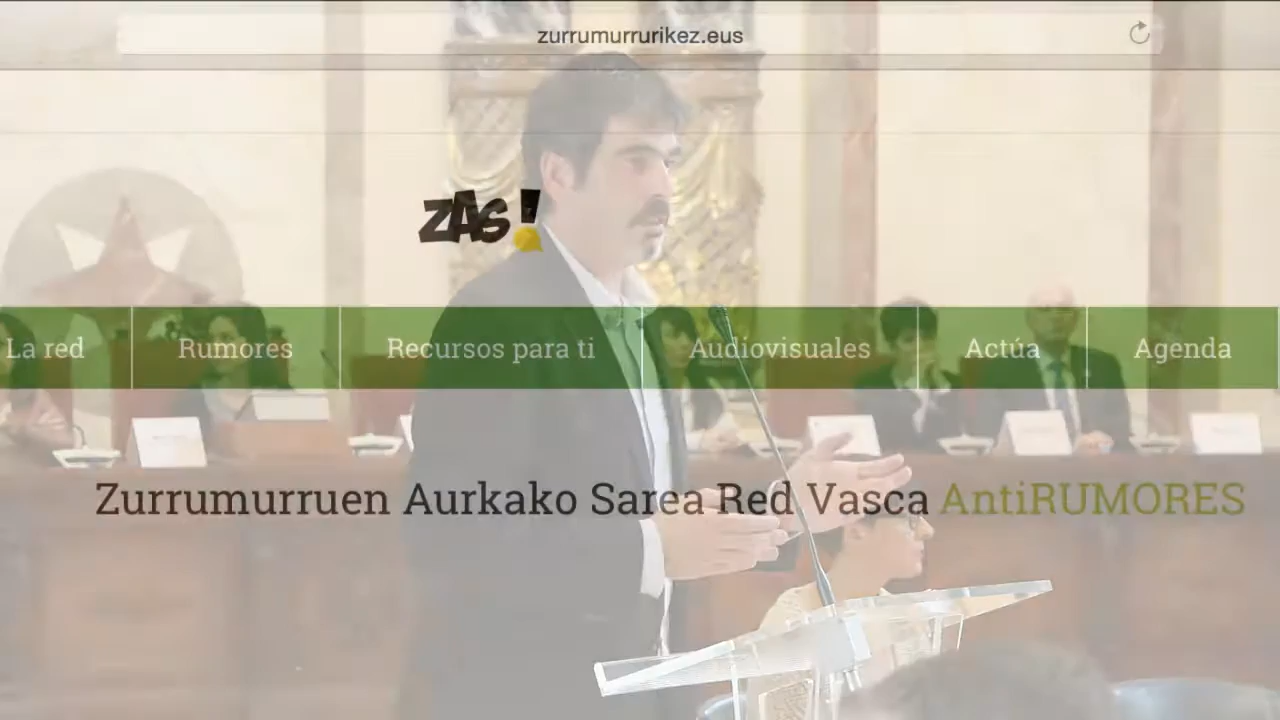 zurrumurrurikez.eus
ZAS!
La red Rumores Recursos para ti Audiovisuales Actúa Agenda
Zurrumurruen Aurkako Sarea Red Vasca AntiRUMORES